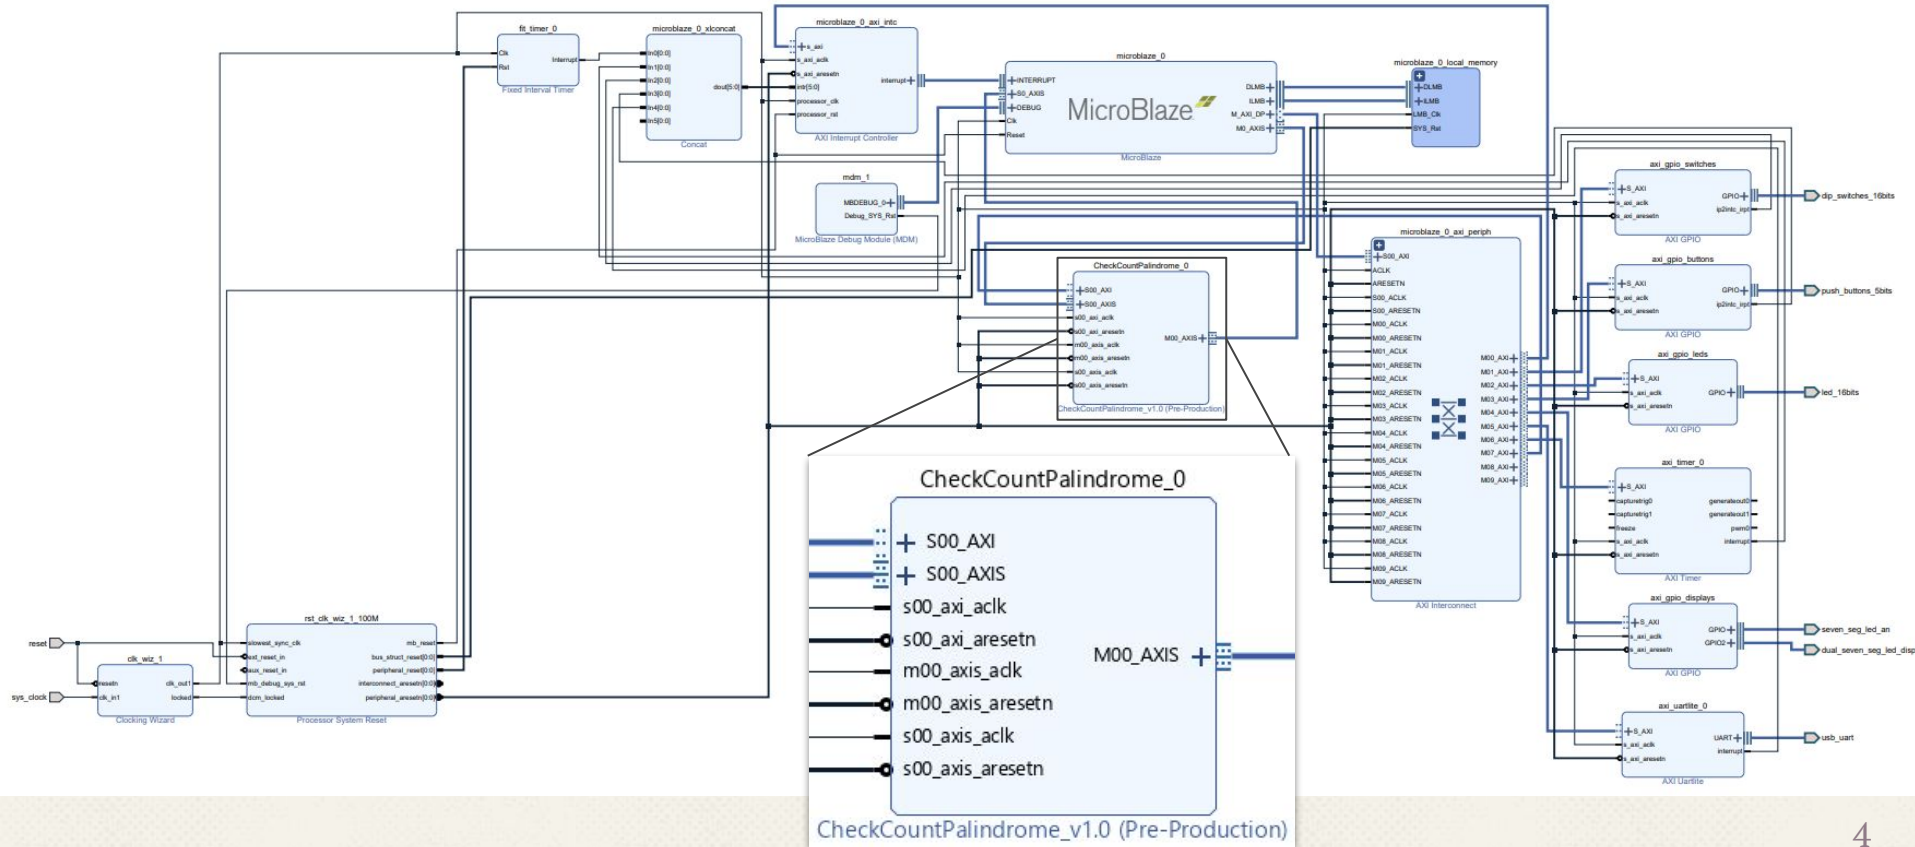 fit_timer_0
Clk
Rst
Interrupt
Fixed Interval Timer
microblaze_0_xlconcat
In0[0:0]
In1[0:0]
In2[0:0]
In3[0:0]
In4[0:0]
In5[0:0]
dout[5:0]
Concat
microblaze_0_axi_intc
s_axi
s_axi_aclk
s_axi_aresetn
intr[5:0]
processor_clk
processor_rst
interrupt
AXI Interrupt Controller
microblaze_0
INTERRUPT
S0_AXIS
DEBUG
Clk
Reset
MicroBlaze
DLMB
ILMB
M_AXI_DP
M0_AXIS
MicroBlaze
microblaze_0_local_memory
DLMB
ILMB
LMB_Clk
SYS_Rst
mdm_1
MBDEBUG_0
Debug_SYS_Rst
MicroBlaze Debug Module (MDM)
CheckCountPalindrome_0
S00_AXI
S00_AXIS
s00_axi_aclk
s00_axi_aresetn
m00_axis_aclk
m00_axis_aresetn
s00_axis_aclk
s00_axis_aresetn
M00_AXIS
CheckCountPalindrome_v1.0 (Pre-Production)
microblaze_0_axi_periph
S00_AXI
ACLK
ARESETN
S00_ACLK
S00_ARESETN
M00_ACLK
M00_ARESETN
M01_ACLK
M01_ARESETN
M02_ACLK
M02_ARESETN
M03_ACLK
M03_ARESETN
M04_ACLK
M04_ARESETN
M05_ACLK
M05_ARESETN
M06_ACLK
M06_ARESETN
M07_ACLK
M07_ARESETN
M08_ACLK
M08_ARESETN
M09_ACLK
M09_ARESETN
M00_AXI
M01_AXI
M02_AXI
M03_AXI
M04_AXI
M05_AXI
M06_AXI
M07_AXI
M08_AXI
M09_AXI
AXI Interconnect
axi_gpio_switches
S_AXI
s_axi_aclk
s_axi_aresetn
GPIO
ip2intc_irpt
AXI GPIO
dip_switches_16bits
axi_gpio_buttons
S_AXI
s_axi_aclk
s_axi_aresetn
GPIO
ip2intc_irpt
AXI GPIO
push_buttons_5bits
axi_gpio_leds
S_AXI
s_axi_aclk
s_axi_aresetn
GPIO
AXI GPIO
led_16bits
axi_timer_0
S_AXI
capturetrig0
capturetrig1
freeze
s_axi_aclk
s_axi_aresetn
generateout0
generateout1
pwm0
interrupt
AXI Timer
axi_gpio_displays
S_AXI
s_axi_aclk
s_axi_aresetn
GPIO
GPIO2
AXI GPIO
seven_seg_led_an
dual_seven_seg_led_disp
axi_uartlite_0
S_AXI
s_axi_aclk
s_axi_aresetn
UART
interrupt
AXI Uartlite
usb_uart
reset
sys_clock
clk_wiz_1
resetn
clk_in1
clk_out1
locked
Clocking Wizard
rst_clk_wiz_1_100M
slowest_sync_clk
ext_reset_in
aux_reset_in
mb_debug_sys_rst
dcm_locked
mb_reset
bus_struct_reset[0:0]
peripheral_reset[0:0]
interconnect_aresetn[0:0]
peripheral_aresetn[0:0]
Processor System Reset
CheckCountPalindrome_0
S00_AXI
S00_AXIS
s00_axi_aclk
s00_axi_aresetn
m00_axis_aclk
m00_axis_aresetn
s00_axis_aclk
s00_axis_aresetn
M00_AXIS
CheckCountPalindrome_v1.0 (Pre-Production)
4